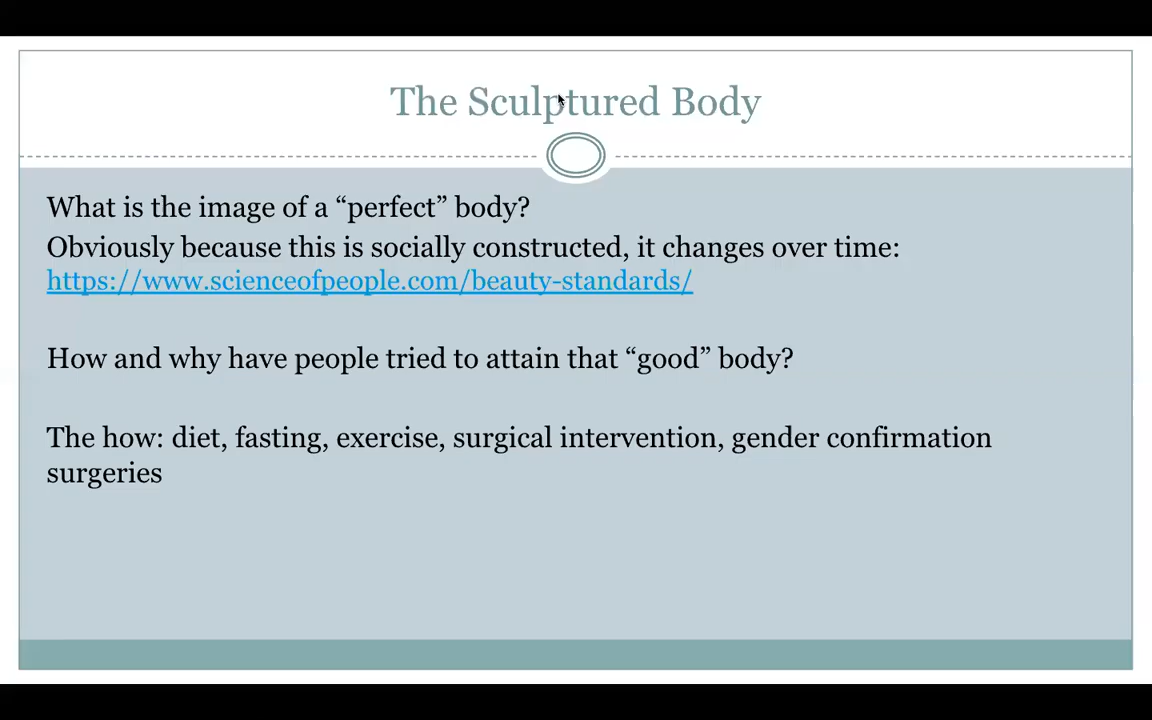 The Sculptured Body
What is the image of a “perfect” body?
Obviously because this is socially constructed, it changes over time:
https://www.scienceofpeople.com/beauty-standards/
How and why have people tried to attain that “good” body?
The how: diet, fasting, exercise, surgical intervention, gender confirmation
surgeries